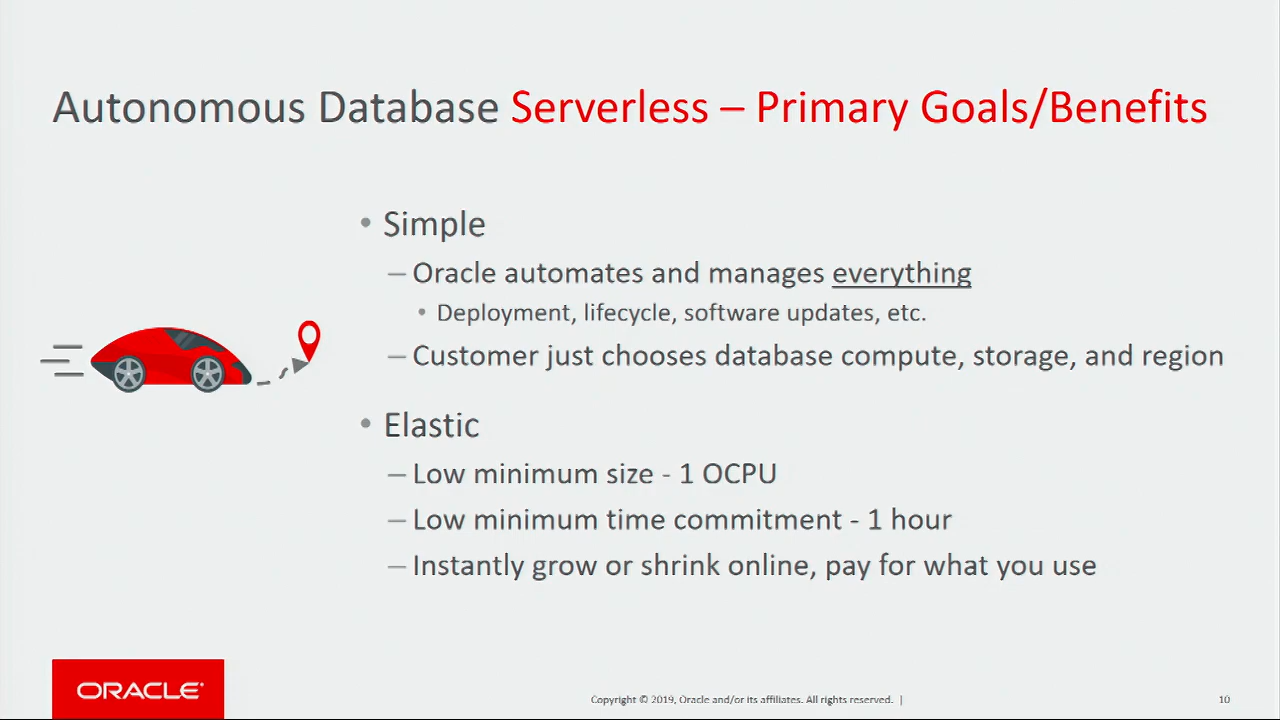 Autonomous Database Serverless – Primary Goals/Benefits
• Simple
– Oracle automates and manages everything
• Deployment, lifecycle, software updates, etc.
– Customer just chooses database compute, storage, and region
• Elastic
– Low minimum size - 1 OCPU
– Low minimum time commitment - 1 hour
– Instantly grow or shrink online, pay for what you use
ORACLE®
Copyright © 2019, Oracle and/or its affiliates. All rights reserved. |
10